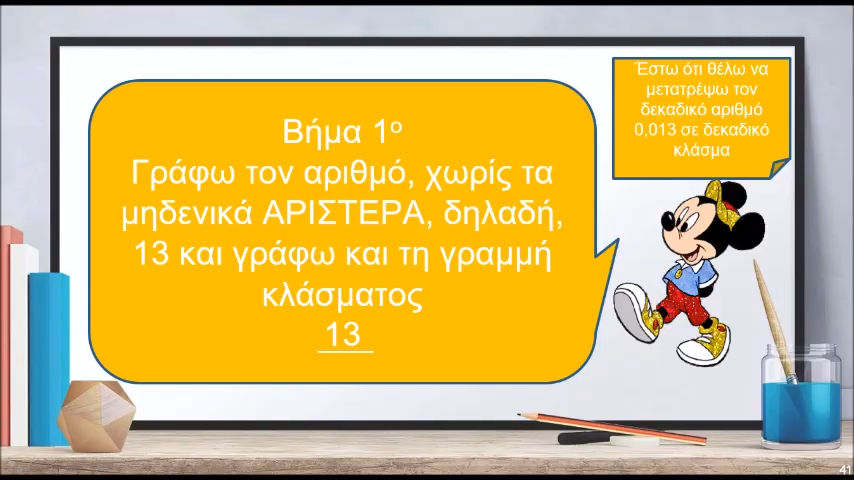 Βήμα 1ο
Γράφω τον αριθμό, χωρίς τα
μηδενικά ΑΡΙΣΤΕΡΑ, δηλαδή,
13 και γράφω και τη γραμμή
κλάσματος
13
Έστω ότι θέλω να
μετατρέψω τον
δεκαδικό αριθμό
0,013 σε δεκαδικό
κλάσμα
41